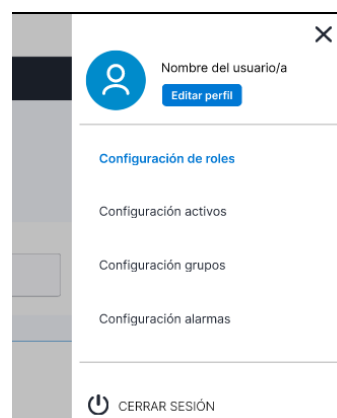 Nombre del usuario/a
Editar perfil
Configuración de roles
Configuración activos
Configuración grupos
Configuración alarmas
CERRAR SESIÓN